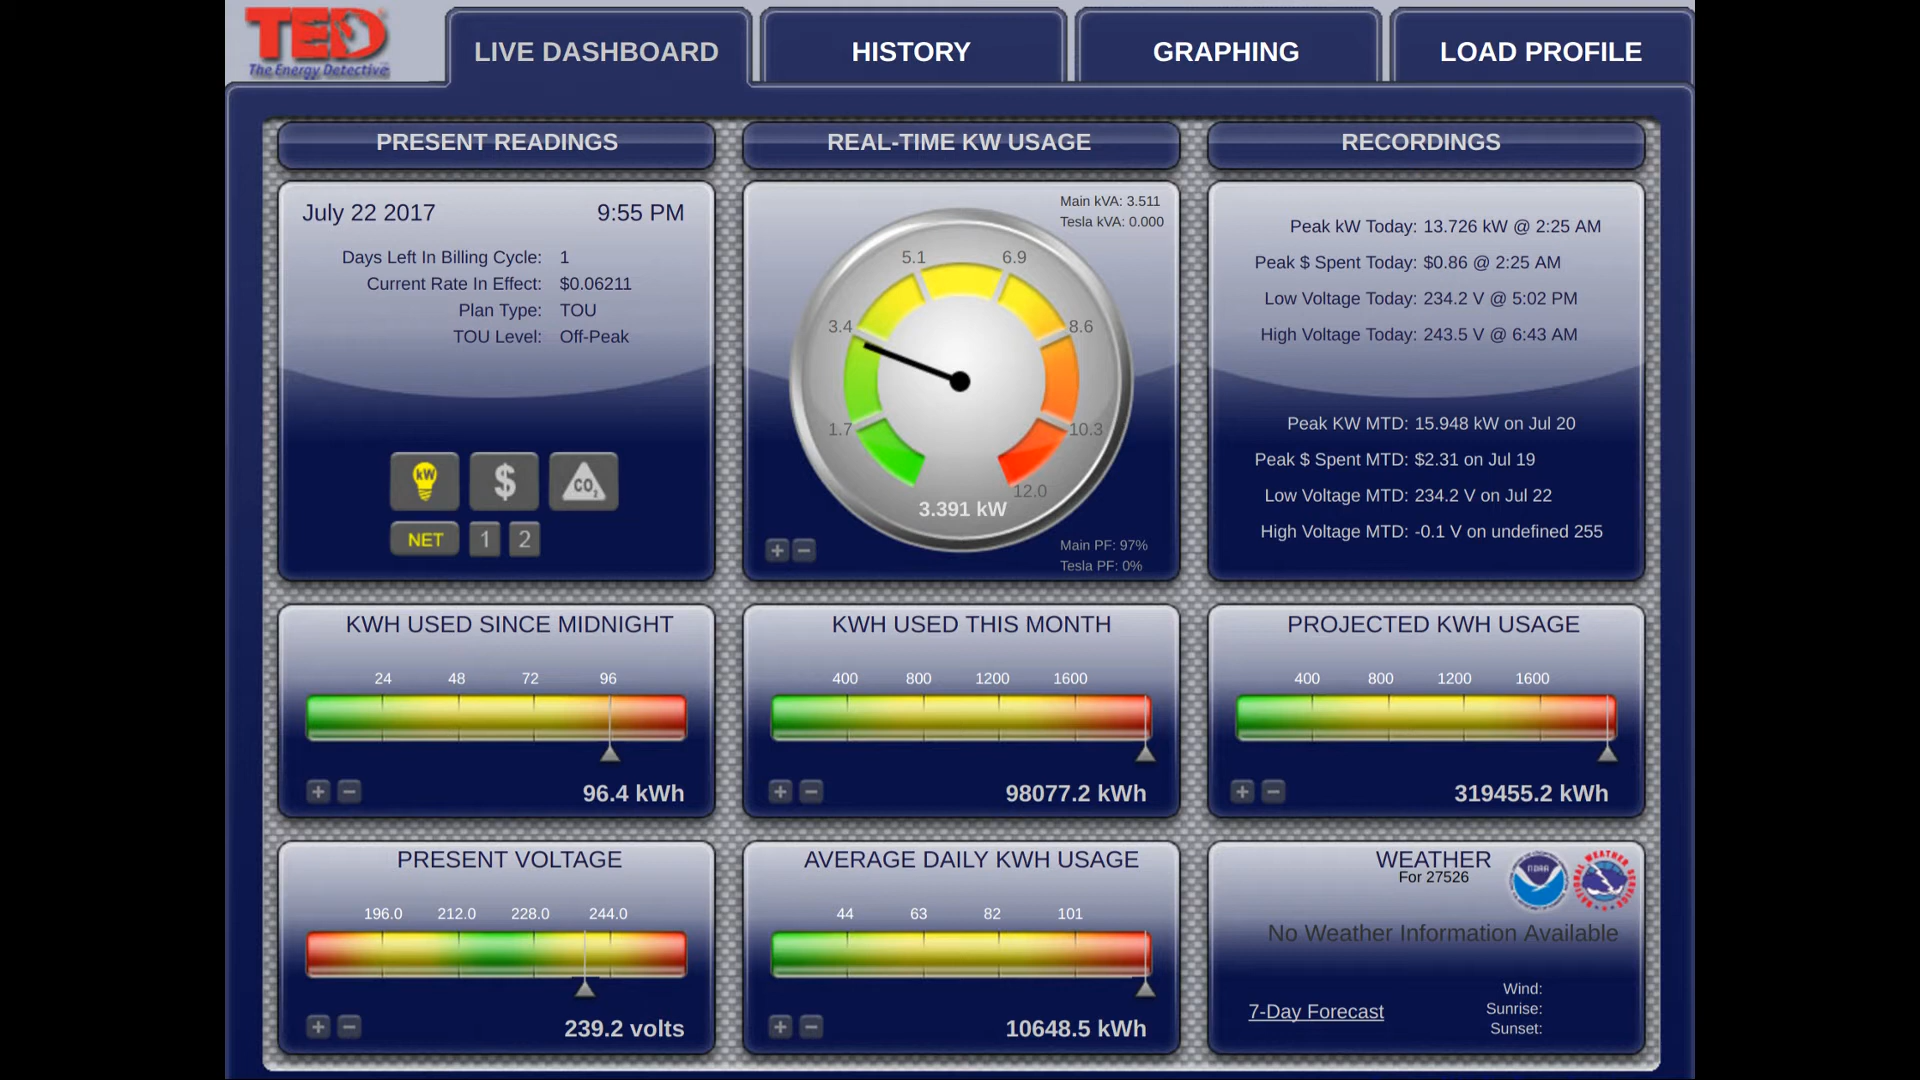 TED
The Energy Detective
LIVE DASHBOARD
HISTORY
GRAPHING
LOAD PROFILE
PRESENT READINGS
REAL-TIME KW USAGE
RECORDINGS
July 22 2017 9:55 PM
Days Left In Billing Cycle: 1
Current Rate In Effect: $0.06211
Plan Type: TOU
TOU Level: Off-Peak
kW
$
CO2
NET
1
2
Main kVA: 3.511
Tesla kVA: 0.000
5.1
6.9
3.4
8.6
1.7
10.3
12.0
3.391 kW
+ −
Main PF: 97%
Tesla PF: 0%
Peak kW Today: 13.726 kW @ 2:25 AM
Peak $ Spent Today: $0.86 @ 2:25 AM
Low Voltage Today: 234.2 V @ 5:02 PM
High Voltage Today: 243.5 V @ 6:43 AM
Peak KW MTD: 15.948 kW on Jul 20
Peak $ Spent MTD: $2.31 on Jul 19
Low Voltage MTD: 234.2 V on Jul 22
High Voltage MTD: -0.1 V on undefined 255
KWH USED SINCE MIDNIGHT
24 48 72 96
+ − 96.4 kWh
KWH USED THIS MONTH
400 800 1200 1600
+ − 98077.2 kWh
PROJECTED KWH USAGE
400 800 1200 1600
+ − 319455.2 kWh
PRESENT VOLTAGE
196.0 212.0 228.0 244.0
+ − 239.2 volts
AVERAGE DAILY KWH USAGE
44 63 82 101
+ − 10648.5 kWh
WEATHER
For 27526
NOAA
No Weather Information Available
Wind:
7-Day Forecast
Sunrise:
Sunset: